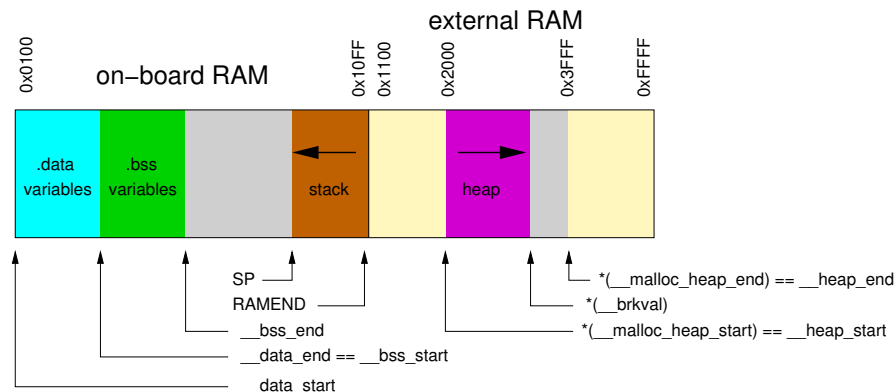 external RAM
on−board RAM
0x0100
0x10FF
0x1100
0x2000
0x3FFF
0xFFFF
.data
variables
.bss
variables
stack
heap
SP
RAMEND
__bss_end
__data_end == __bss_start
__data_start
*(__malloc_heap_end) == __heap_end
*(__brkval)
*(__malloc_heap_start) == __heap_start